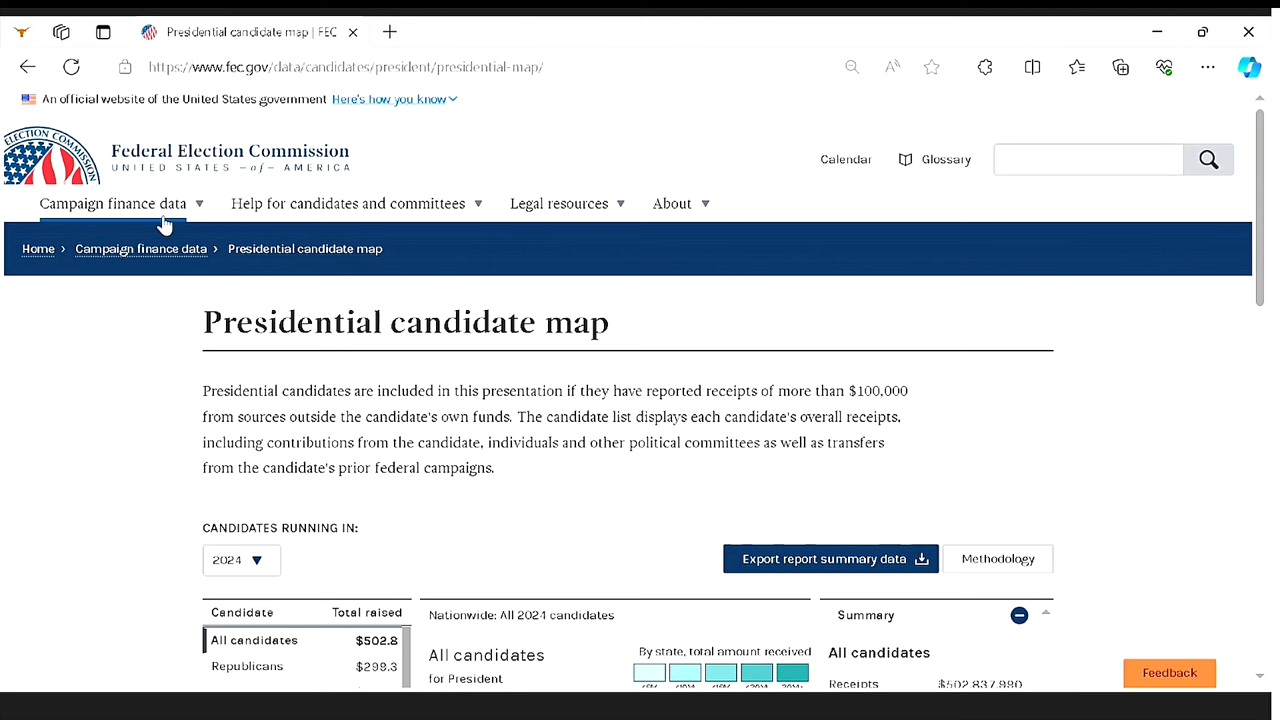 Presidential candidate map | FEC
https://www.fec.gov/data/candidates/president/presidential-map/
An official website of the United States government Here's how you know
ELECTION COMMISSION
Federal Election Commission
UNITED STATES —of— AMERICA
Calendar Glossary
Campaign finance data Help for candidates and committees Legal resources About
Home › Campaign finance data › Presidential candidate map
Presidential candidate map
Presidential candidates are included in this presentation if they have reported receipts of more than $100,000
from sources outside the candidate's own funds. The candidate list displays each candidate's overall receipts,
including contributions from the candidate, individuals and other political committees as well as transfers
from the candidate's prior federal campaigns.
CANDIDATES RUNNING IN:
2024
Export report summary data Methodology
Candidate Total raised
Nationwide: All 2024 candidates
Summary
All candidates $502.8
Republicans $298.3
All candidates
for President
By state, total amount received
All candidates
Receipts $502,837,990
Feedback